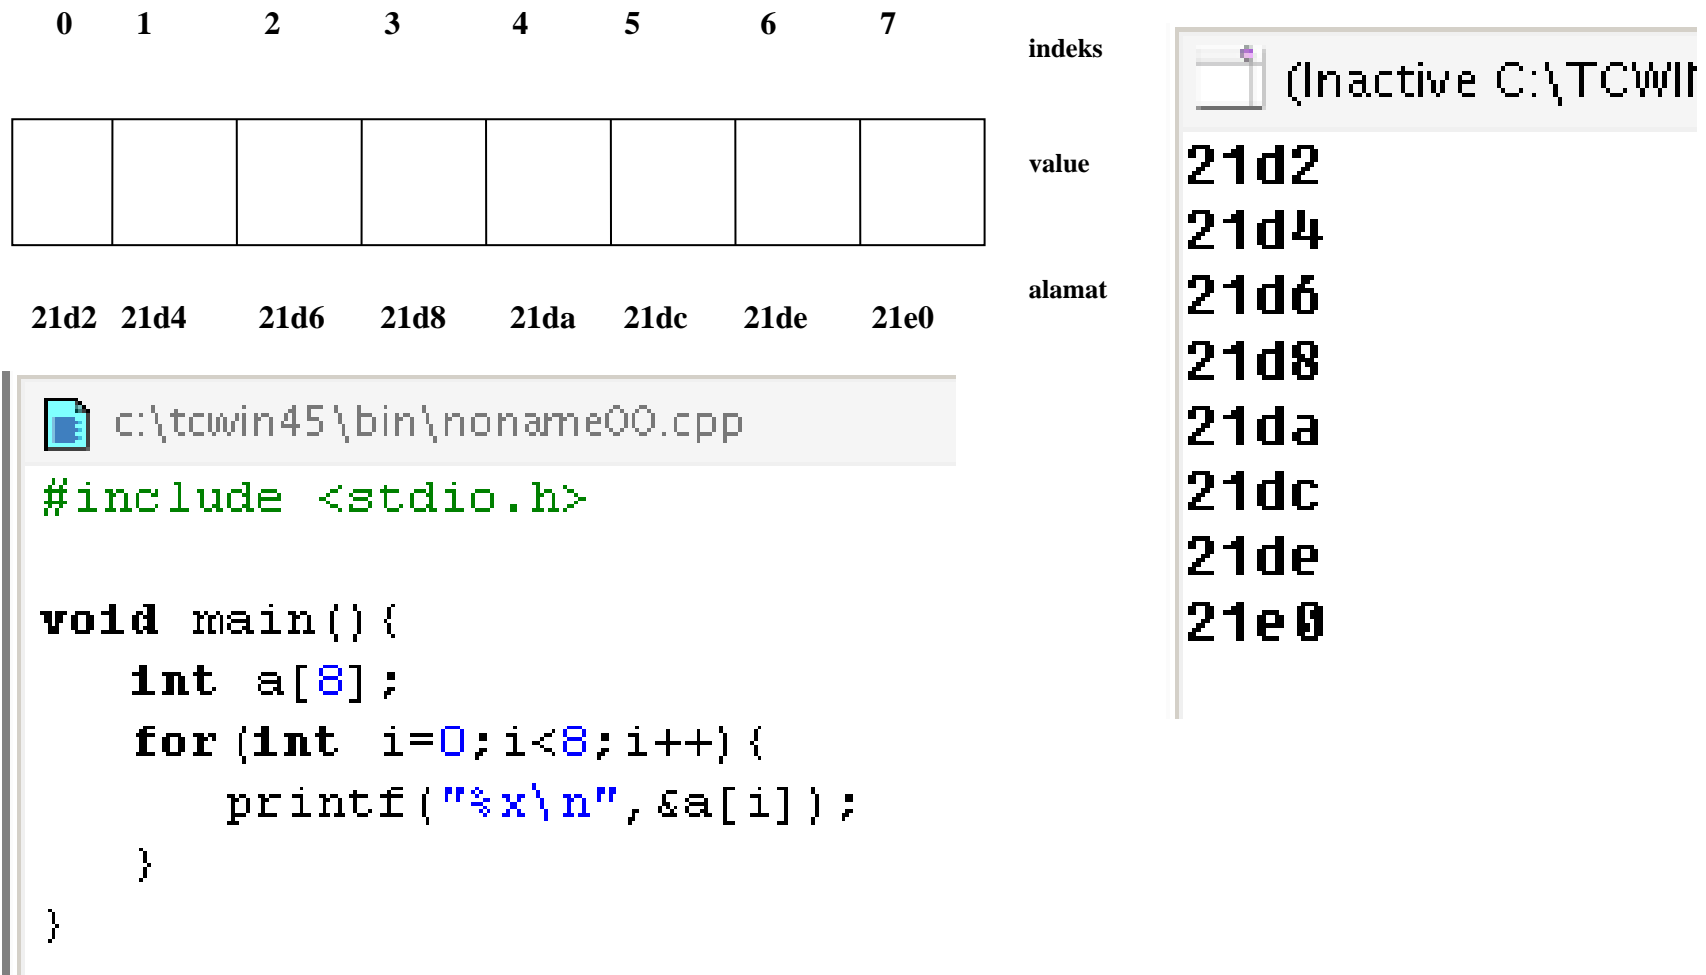 0 1 2 3 4 5 6 7
indeks
value
21d2 21d4 21d6 21d8 21da 21dc 21de 21e0
alamat
c:\tcwin45\bin\noname00.cpp
#include <stdio.h>
void main(){
int a[8];
for(int i=0;i<8;i++){
printf("%x\n",&a[i]);
}
}
(Inactive C:\TCWI
21d2
21d4
21d6
21d8
21da
21dc
21de
21e0